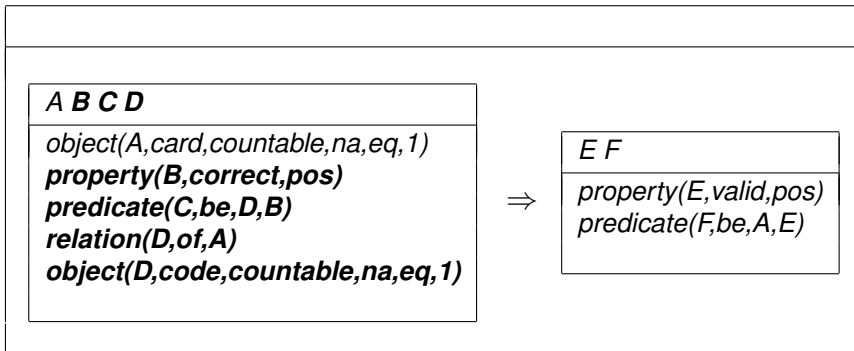 A B C D
object(A,card,countable,na,eq,1)
property(B,correct,pos)
predicate(C,be,D,B)
relation(D,of,A)
object(D,code,countable,na,eq,1)
⇒
E F
property(E,valid,pos)
predicate(F,be,A,E)